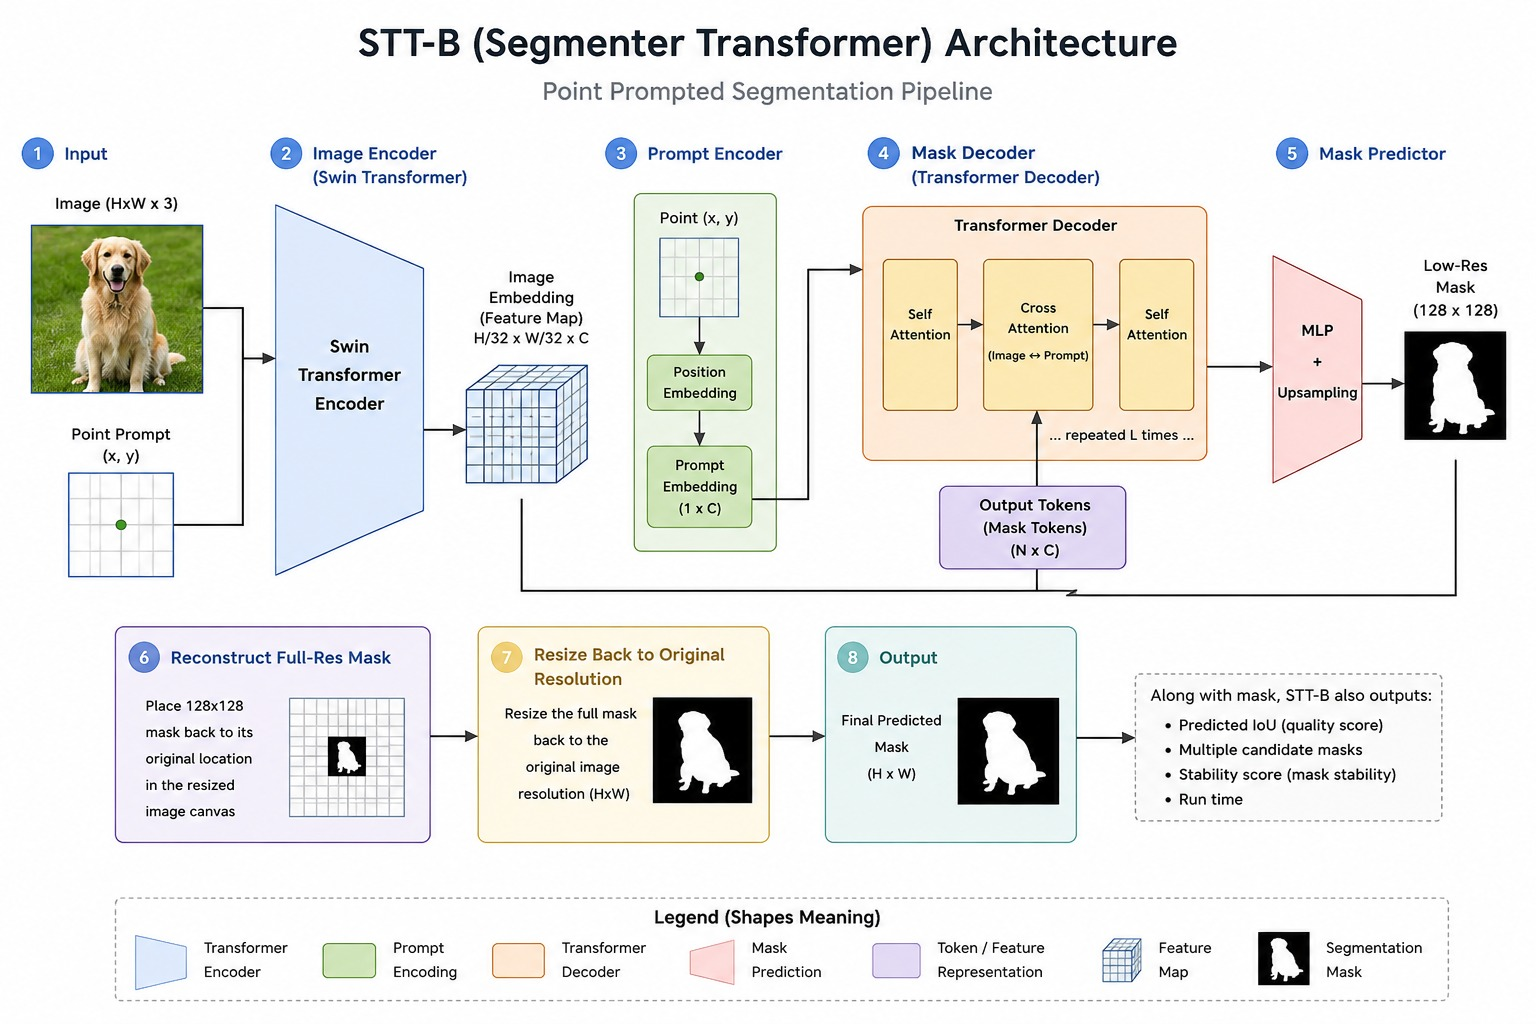 STT-B (Segmenter Transformer) Architecture
Point Prompted Segmentation Pipeline
1 Input
Image (HxW x 3)
Point Prompt
(x, y)
2 Image Encoder
(Swin Transformer)
Swin
Transformer
Encoder
Image
Embedding
(Feature Map)
H/32 x W/32 x C
3 Prompt Encoder
Point (x, y)
Position
Embedding
Prompt
Embedding
(1 x C)
4 Mask Decoder
(Transformer Decoder)
Transformer Decoder
Self
Attention
Cross
Attention
(Image ↔ Prompt)
Self
Attention
... repeated L times ...
Output Tokens
(Mask Tokens)
(N x C)
5 Mask Predictor
MLP
+
Upsampling
Low-Res
Mask
(128 x 128)
6 Reconstruct Full-Res Mask
Place 128x128
mask back to its
original location
in the resized
image canvas
7 Resize Back to Original
Resolution
Resize the full mask
back to the
original image
resolution (HxW)
8 Output
Final Predicted
Mask
(H x W)
Along with mask, STT-B also outputs:
• Predicted IoU (quality score)
• Multiple candidate masks
• Stability score (mask stability)
• Run time
Legend (Shapes Meaning)
Transformer
Encoder
Prompt
Encoding
Transformer
Decoder
Mask
Prediction
Token / Feature
Representation
Feature
Map
Segmentation
Mask